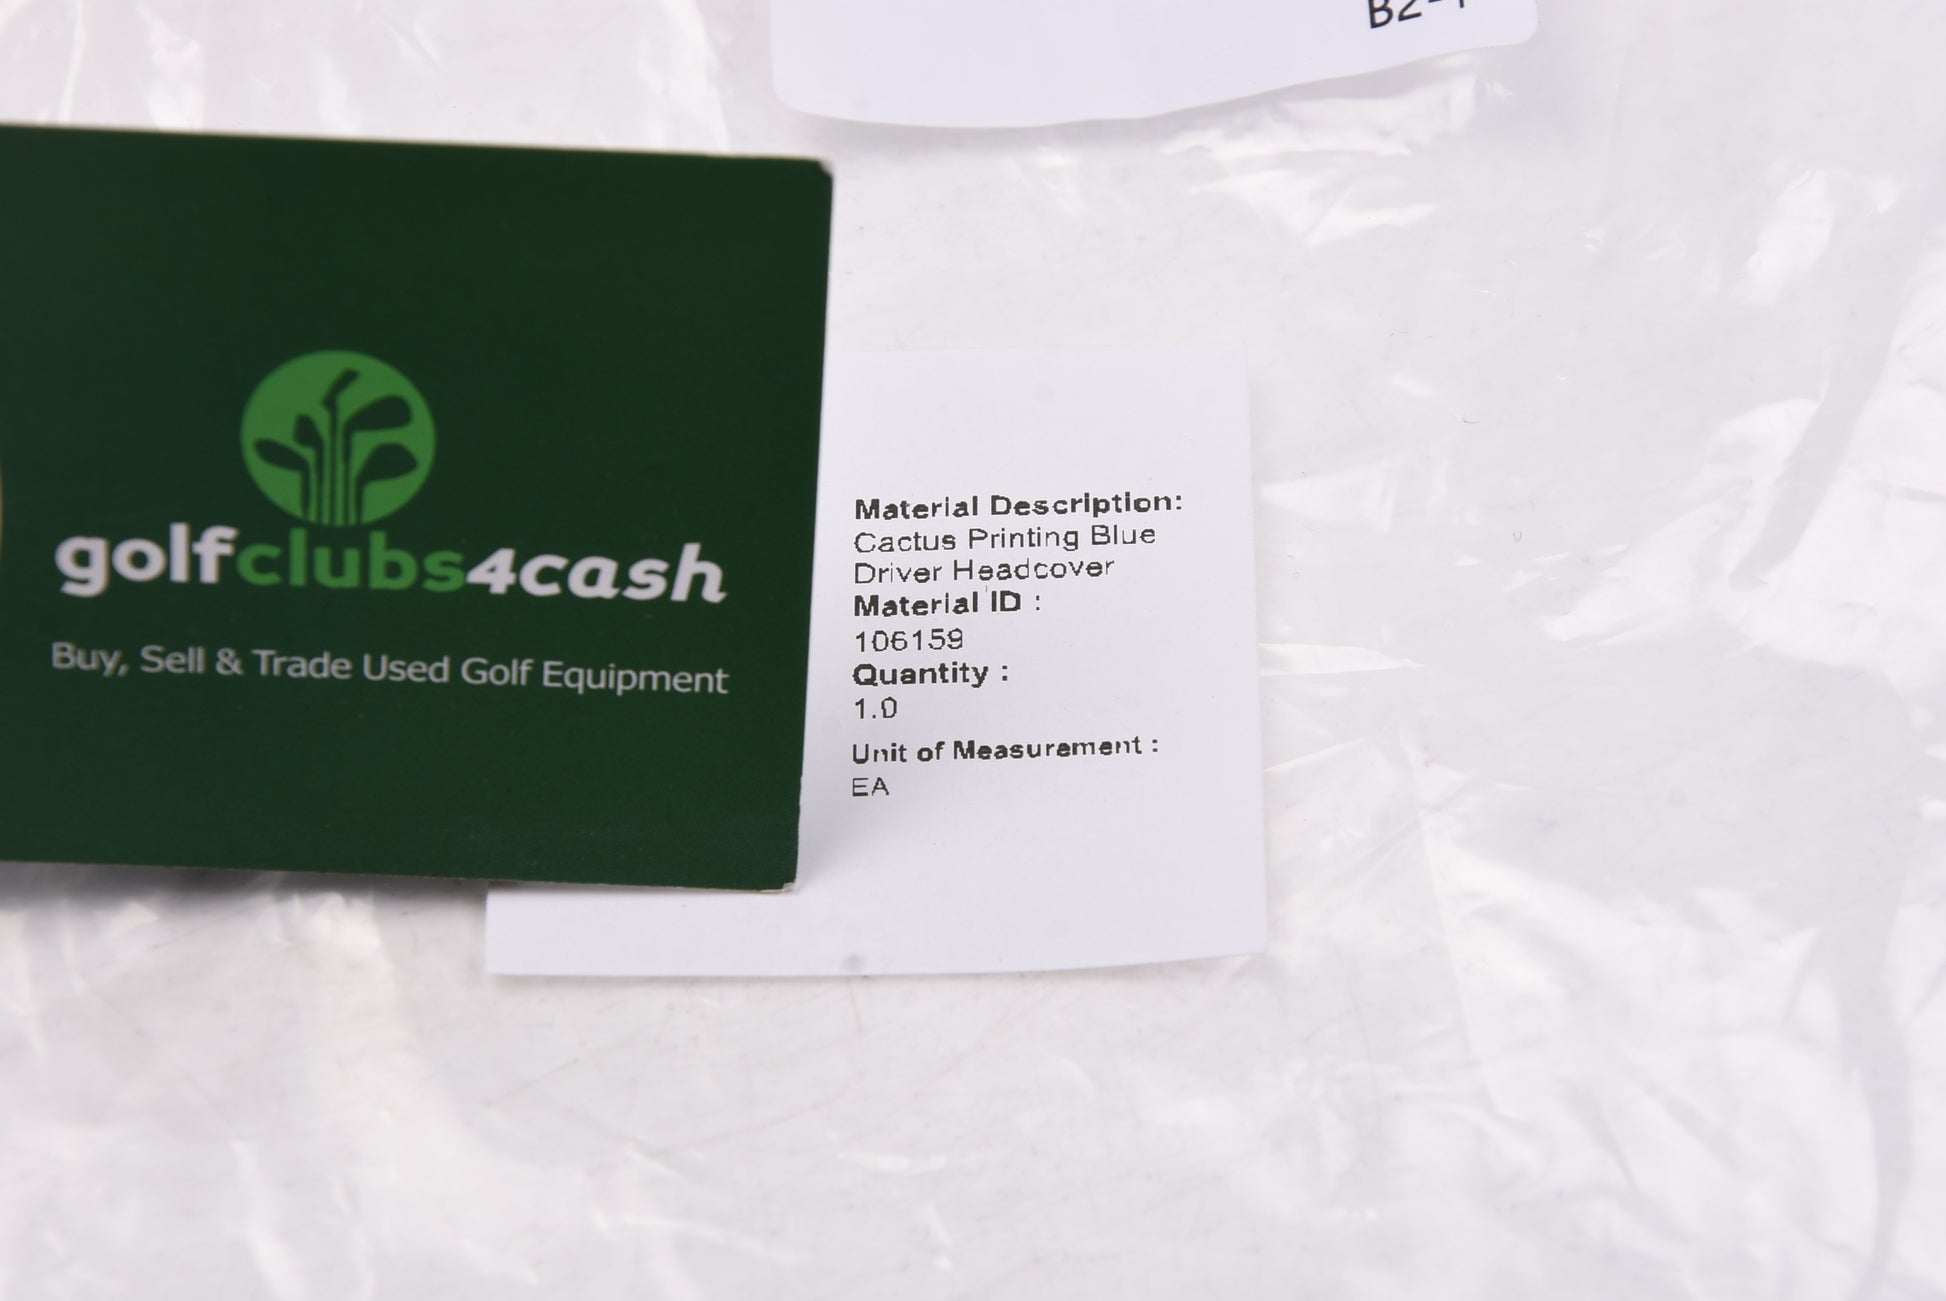 golfclubs4cash
Buy, Sell & Trade Used Golf Equipment
Material Description:
Cactus Printing Blue
Driver Headcover
Material ID :
106159
Quantity :
1.0
Unit of Measurement :
EA